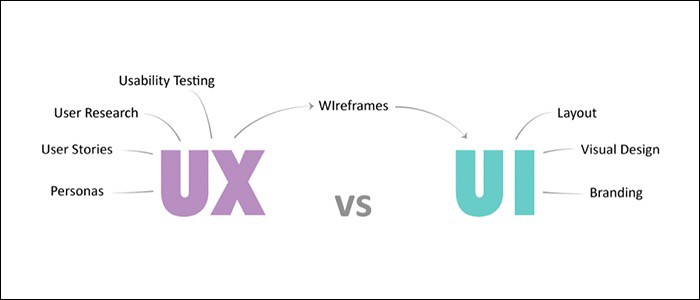 Usability Testing
User Research
User Stories
Personas
UX
WIreframes
vs
UI
Layout
Visual Design
Branding